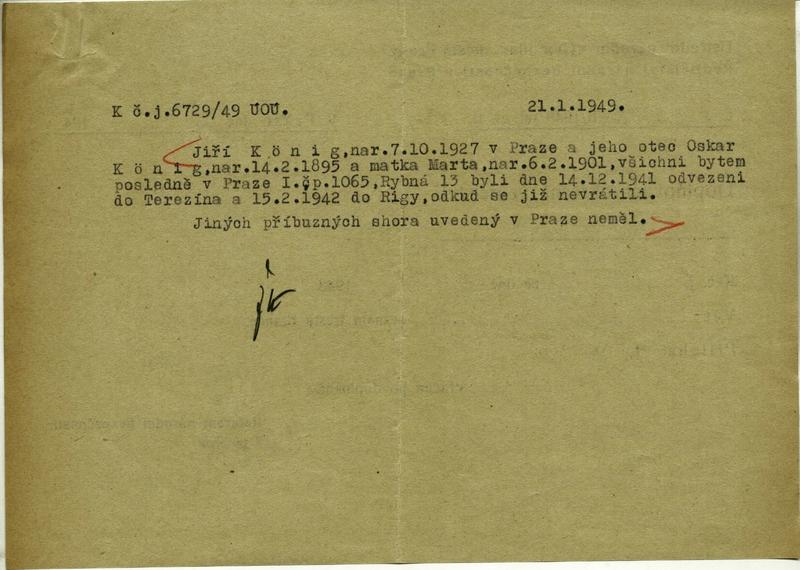 K č.j.6729/49 ÚOÚ. 21.1.1949.
Jiří K ö n i g,nar.7.10.1927 v Praze a jeho otec Oskar
K ö n i g,nar.14.2.1895 a matka Marta,nar.6.2.1901,všichni bytem
posledně v Praze I.čp.1065,Rybná 13 byli dne 14.12.1941 odvezeni
do Terezína a 15.2.1942 do Rigy,odkud se již nevrátili.
Jiných příbuzných shora uvedený v Praze neměl.